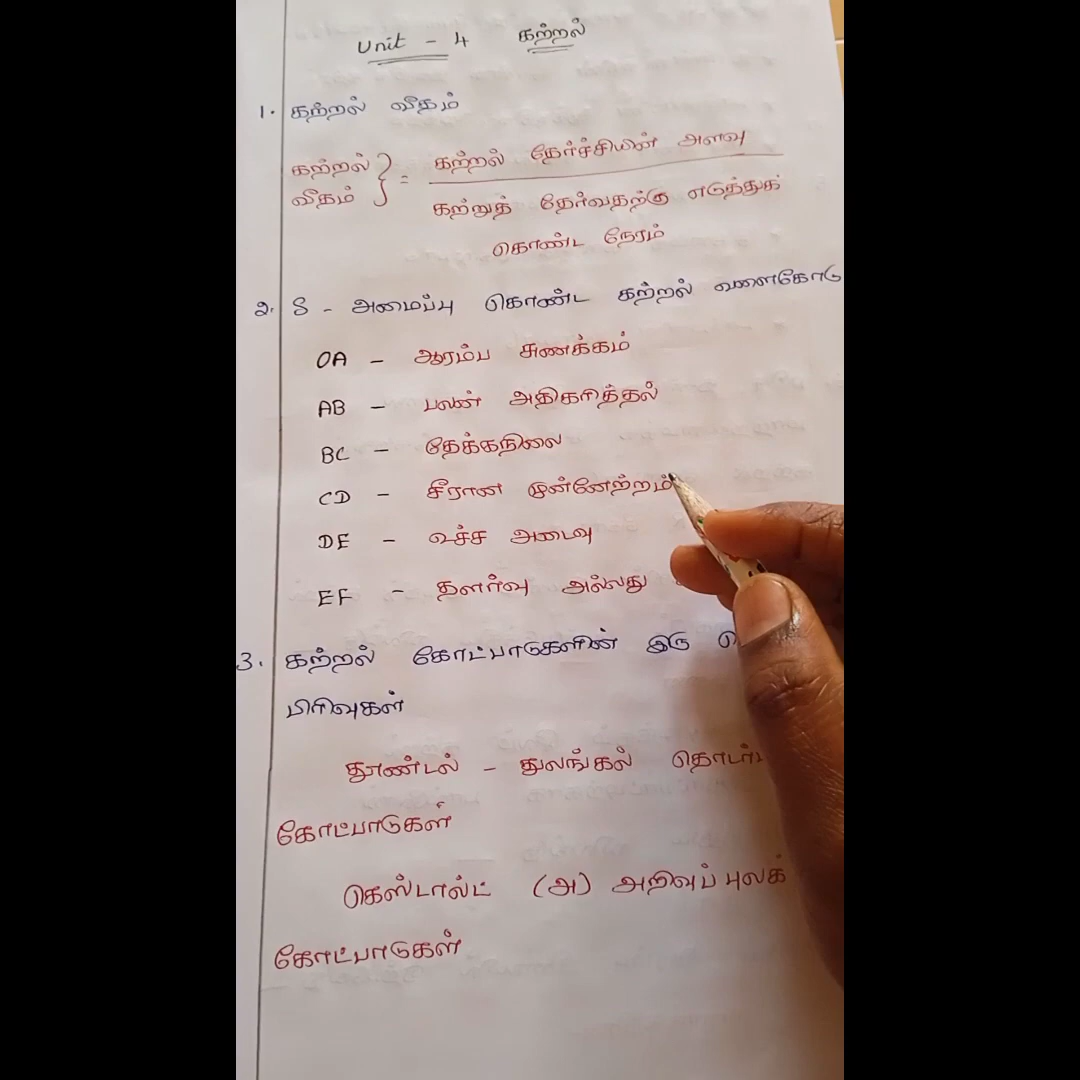 Unit - 4 கற்றல்
1. கற்றல் வீதம்
கற்றல் வீதம் } = கற்றல் தேர்ச்சியின் அளவு
கற்றுத் தேர்வதற்கு எடுத்துக்
கொண்ட நேரம்
2. S - அமைப்பு கொண்ட கற்றல் வளைகோடு
OA - ஆரம்ப சுணக்கம்
AB - பலன் அதிகரித்தல்
BC - தேக்கநிலை
CD - சீரான முன்னேற்றம்
DE - உச்ச அடைவு
EF - தளர்வு அல்லது
3. கற்றல் கோட்பாடுகளின் இரு
பிரிவுகள்
தூண்டல் - துலங்கல்
கோட்பாடுகள்
கெஸ்டால்ட் (அ) அறிவுப் புலக்
கோட்பாடுகள்